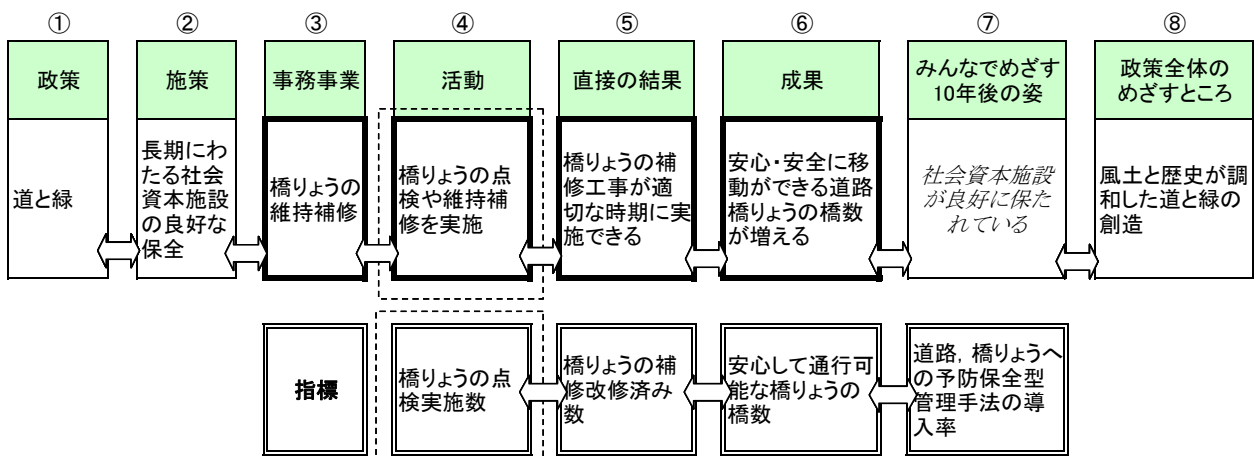 ①
②
③
④
⑤
⑥
⑦
⑧
政策
施策
事務事業
活動
直接の結果
成果
みんなでめざす
10年後の姿
政策全体の
めざすところ
道と緑
長期にわ
たる社会
資本施設
の良好な
保全
橋りょうの
維持補修
橋りょうの点
検や維持補
修を実施
橋りょうの補
修工事が適
切な時期に実
施できる
安心・安全に移
動ができる道路
橋りょうの橋数
が増える
社会資本施設
が良好に保た
れている
風土と歴史が調
和した道と緑の
創造
指標
橋りょうの点
検実施数
橋りょうの補
修改修済み
数
安心して通行可
能な橋りょうの
橋数
道路，橋りょうへ
の予防保全型
管理手法の導
入率